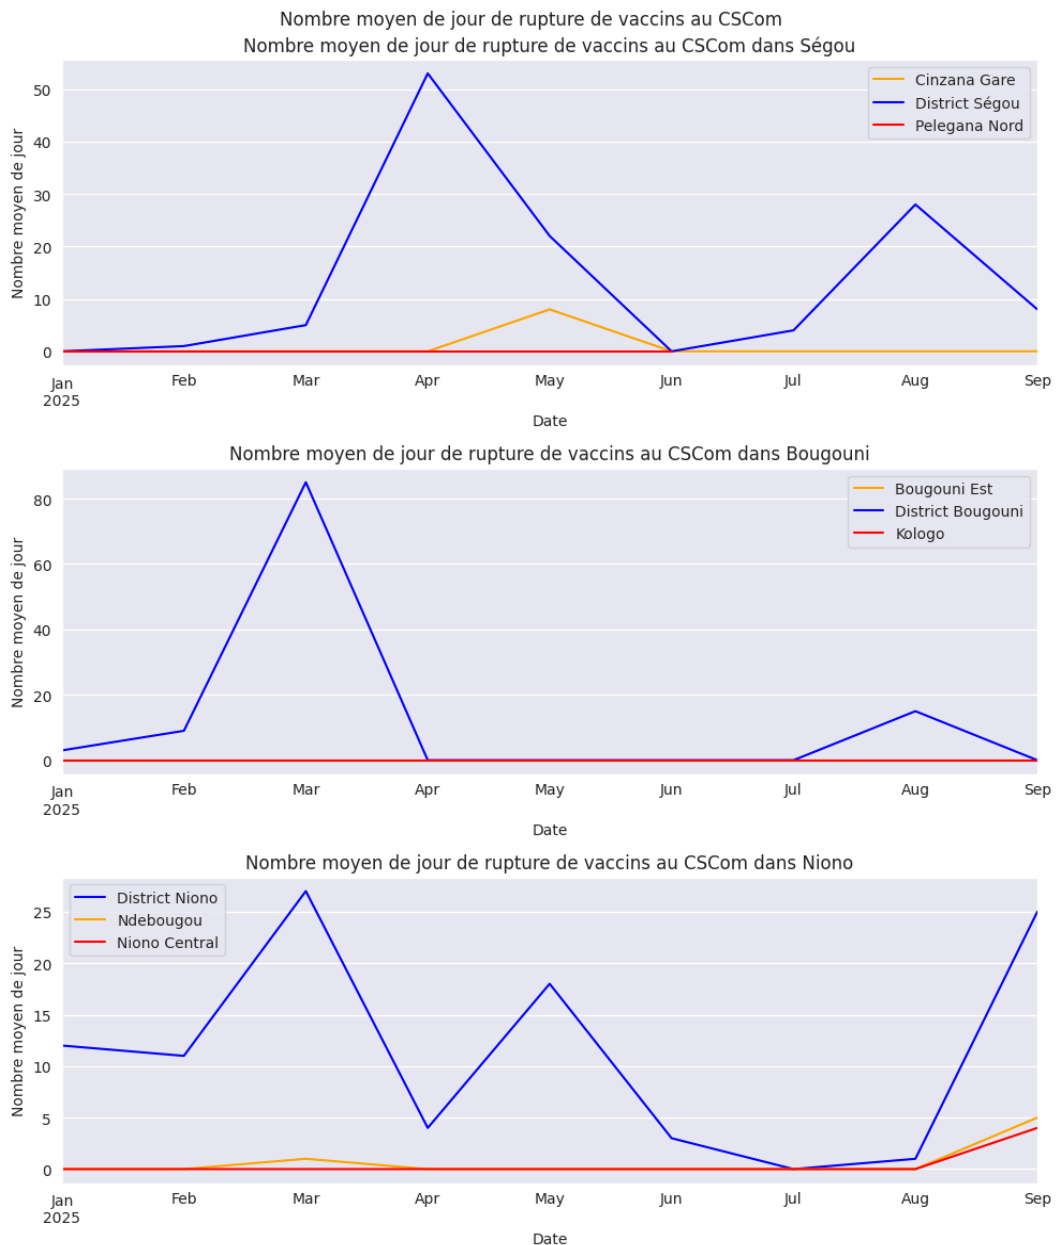 Nombre moyen de jour de rupture de vaccins au CSCom
Nombre moyen de jour de rupture de vaccins au CSCom dans Ségou
Cinzana Gare
District Ségou
Pelegana Nord
Nombre moyen de jour
50
40
30
20
10
0
Jan Feb Mar Apr May Jun Jul Aug Sep
2025
Date
Nombre moyen de jour de rupture de vaccins au CSCom dans Bougouni
Bougouni Est
District Bougouni
Kologo
Nombre moyen de jour
80
60
40
20
0
Jan Feb Mar Apr May Jun Jul Aug Sep
2025
Date
Nombre moyen de jour de rupture de vaccins au CSCom dans Niono
District Niono
Ndebougou
Niono Central
Nombre moyen de jour
25
20
15
10
5
0
Jan Feb Mar Apr May Jun Jul Aug Sep
2025
Date